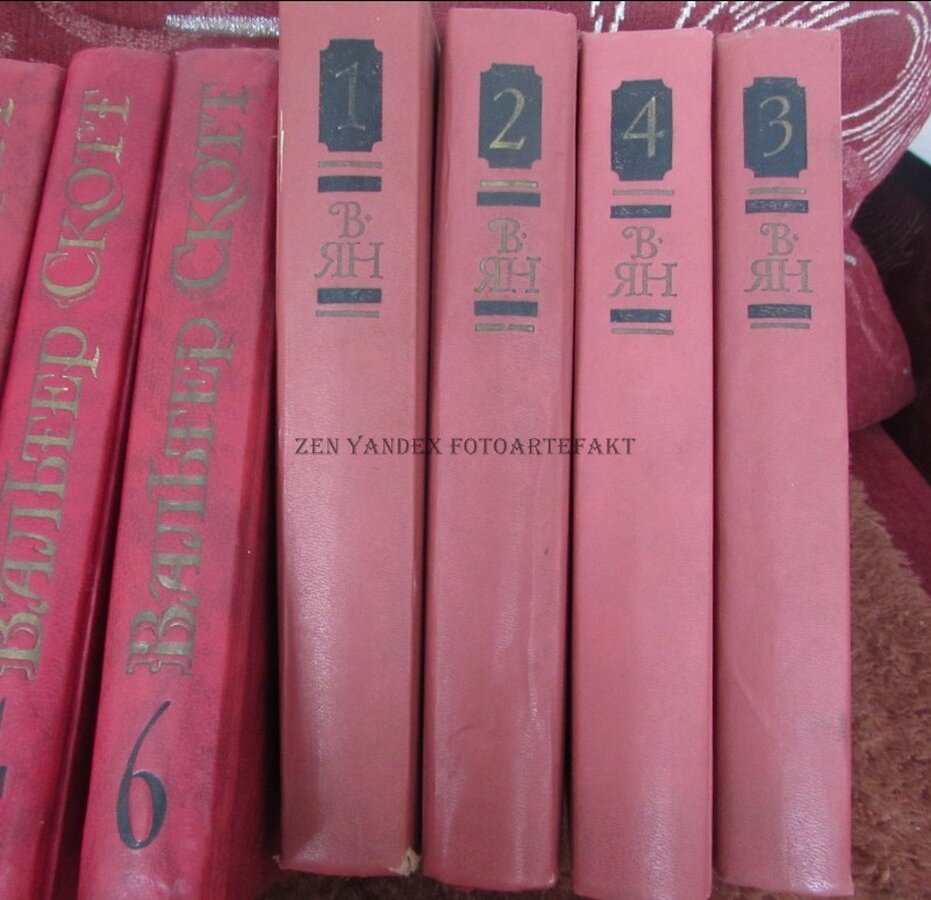 ВАЛЬТЕР СКОТТ
ВАЛЬТЕР СКОТТ
6
1
В·
ЯН
2
В·
ЯН
4
В·
ЯН
3
В·
ЯН
ZEN YANDEX FOTOARTEFAKT